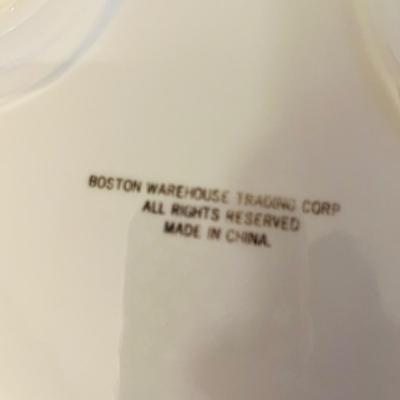 BOSTON WAREHOUSE TRADING CORP
ALL RIGHTS RESERVED
MADE IN CHINA.